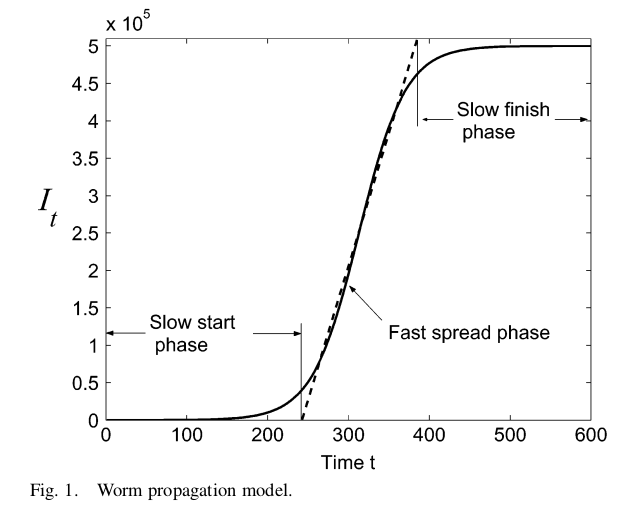 x 10⁵
5
4.5
4
3.5
3
2.5
2
1.5
1
0.5
0
I_t
Slow finish
phase
Slow start
phase
Fast spread phase
0 100 200 300 400 500 600
Time t
Fig. 1. Worm propagation model.